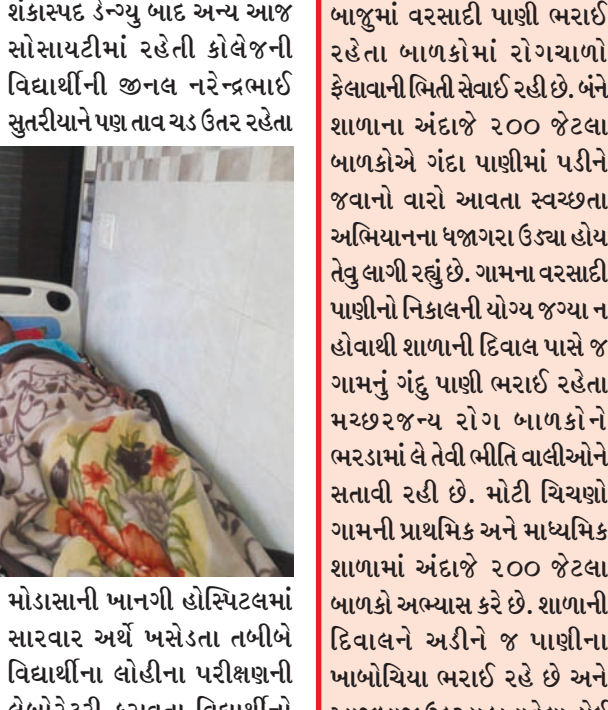 શંકાસ્પદ ડેન્ગ્યુ બાદ અન્ય આજ
સોસાયટીમાં રહેતી કોલેજની
વિદ્યાર્થીની જીનલ નરેન્દ્રભાઈ
સુતરીયાને પણ તાવ ચડ ઉતર રહેતા
મોડાસાની ખાનગી હોસ્પિટલમાં
સારવાર અર્થે ખસેડતા તબીબે
વિદ્યાર્થીના લોહીના પરીક્ષણની
બાજુમાં વરસાદી પાણી ભરાઈ
રહેતા બાળકોમાં રોગચાળો
ફેલાવાની ભિતી સેવાઈ રહી છે. બંને
શાળાના અંદાજે ૨૦૦ જેટલા
બાળકોએ ગંદા પાણીમાં પડીને
જવાનો વારો આવતા સ્વચ્છતા
અભિયાનના ધજાગરા ઉડ્યા હોય
તેવુ લાગી રહ્યું છે. ગામના વરસાદી
પાણીનો નિકાલની યોગ્ય જગ્યા ન
હોવાથી શાળાની દિવાલ પાસે જ
ગામનું ગંદુ પાણી ભરાઈ રહેતા
મચ્છરજન્ય રોગ બાળકોને
ભરડામાં લે તેવી ભીતિ વાલીઓને
સતાવી રહી છે. મોટી ચિચણો
ગામની પ્રાથમિક અને માધ્યમિક
શાળામાં અંદાજે ૨૦૦ જેટલા
બાળકો અભ્યાસ કરે છે. શાળાની
દિવાલને અડીને જ પાણીના
ખાબોચિયા ભરાઈ રહે છે અને